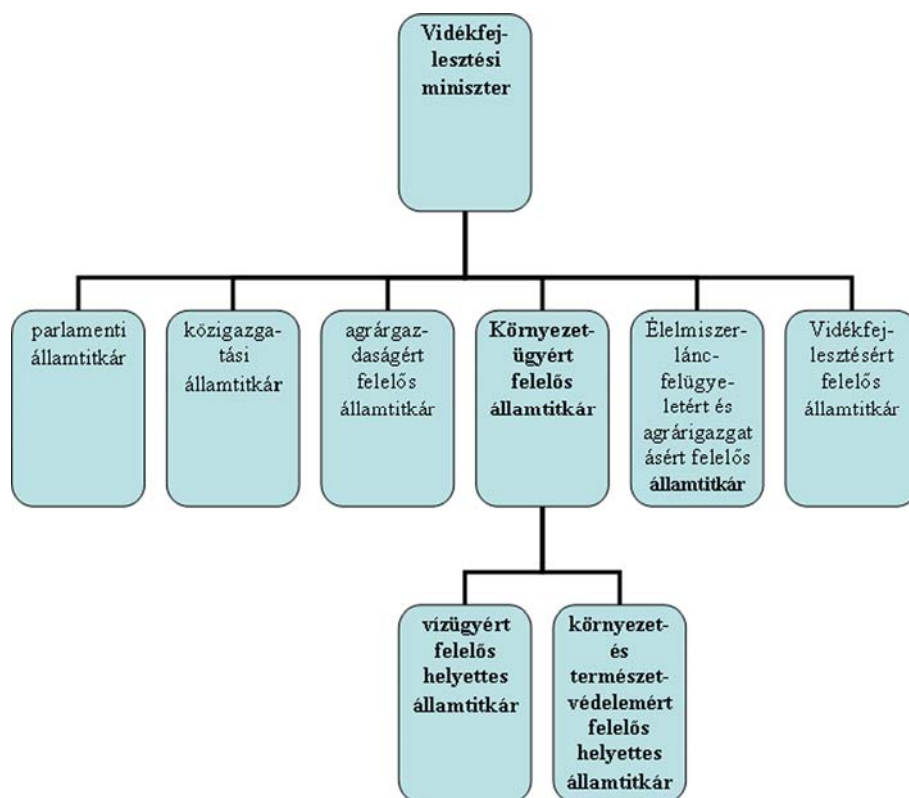 Vidékfej-
lesztési
miniszter
parlamenti
államtitkár
közigazga-
tási
államtitkár
agrárgaz-
daságért
felelős
államtitkár
Környezet-
ügyért
felelős
államtitkár
Élelmiszer-
lánc-
felügye-
letért és
agrárigazgat
ásért felelős
államtitkár
Vidékfej-
lesztésért
felelős
államtitkár
vízügyért
felelős
helyettes
államtitkár
környezet-
és
természet-
védelemért
felelős
helyettes
államtitkár